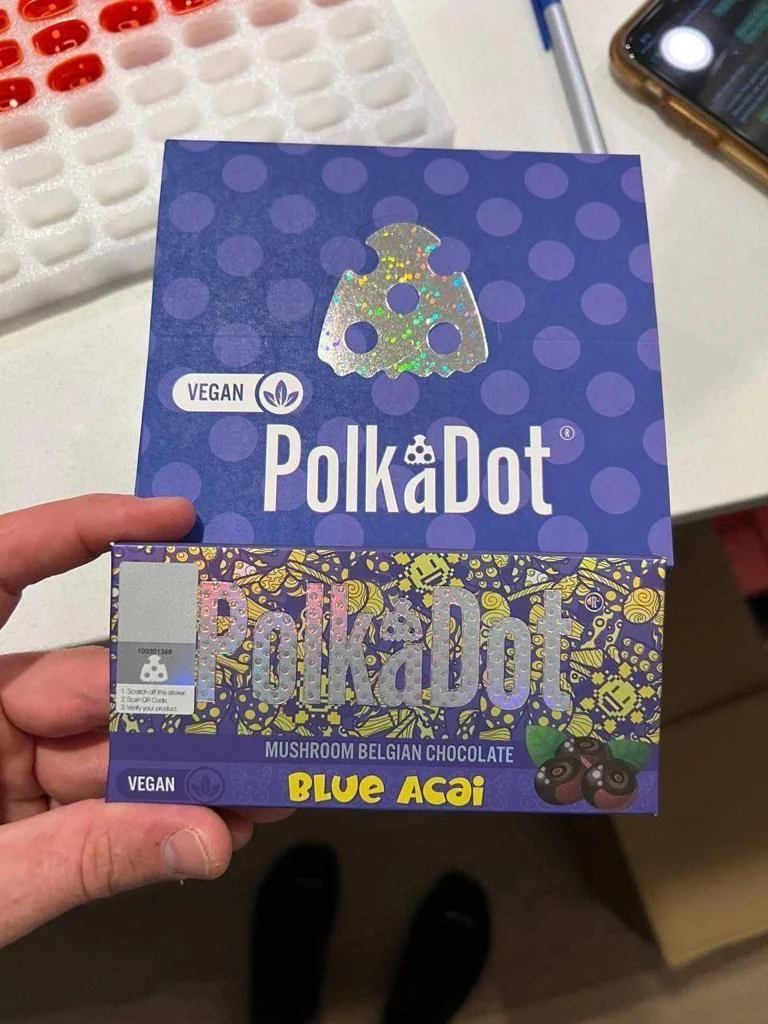 VEGAN
PolkaDot®
PolkaDot
100391348
1. Scratch off this sticker.
2. Scan QR Code.
3. Verify your product.
MUSHROOM BELGIAN CHOCOLATE
VEGAN
BLUE ACAI